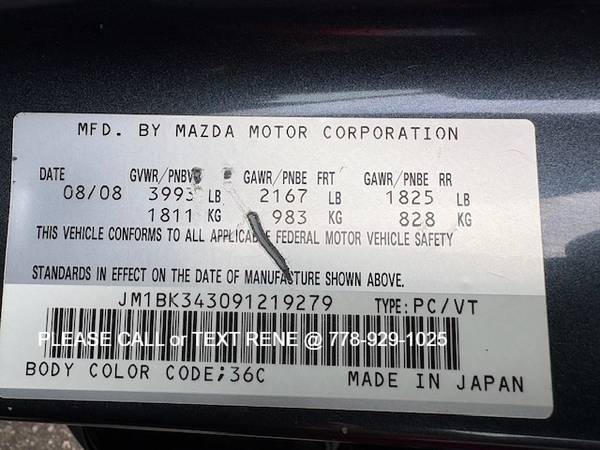 MFD. BY MAZDA MOTOR CORPORATION
DATE GVWR/PNBV GAWR/PNBE FRT GAWR/PNBE RR
08/08 3993 LB 2167 LB 1825 LB
1811 KG 983 KG 828 KG
THIS VEHICLE CONFORMS TO ALL APPLICABLE FEDERAL MOTOR VEHICLE SAFETY
STANDARDS IN EFFECT ON THE DATE OF MANUFACTURE SHOWN ABOVE.
JM1BK343091219279 TYPE:PC/VT
PLEASE CALL or TEXT RENE @ 778-929-1025
BODY COLOR CODE;36C MADE IN JAPAN